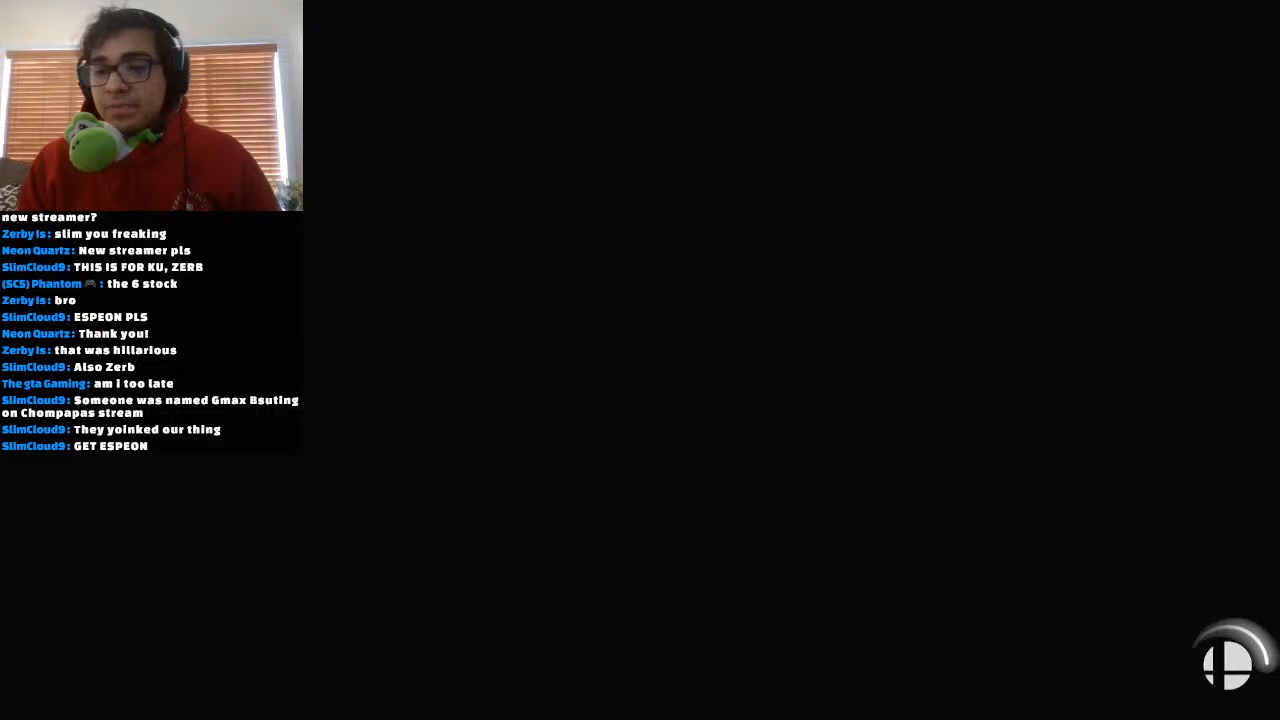 new streamer?
Zerby Is: slim you freaking
Neon Quartz: New streamer pls
SlimCloud9: THIS IS FOR KU, ZERB
(SCS) Phantom 🎮 : the 6 stock
Zerby Is: bro
SlimCloud9: ESPEON PLS
Neon Quartz: Thank you!
Zerby Is: that was hillarious
SlimCloud9: Also Zerb
The gta Gaming: am i too late
SlimCloud9: Someone was named Gmax Bsuting
on Chompapas stream
SlimCloud9: They yoinked our thing
SlimCloud9: GET ESPEON